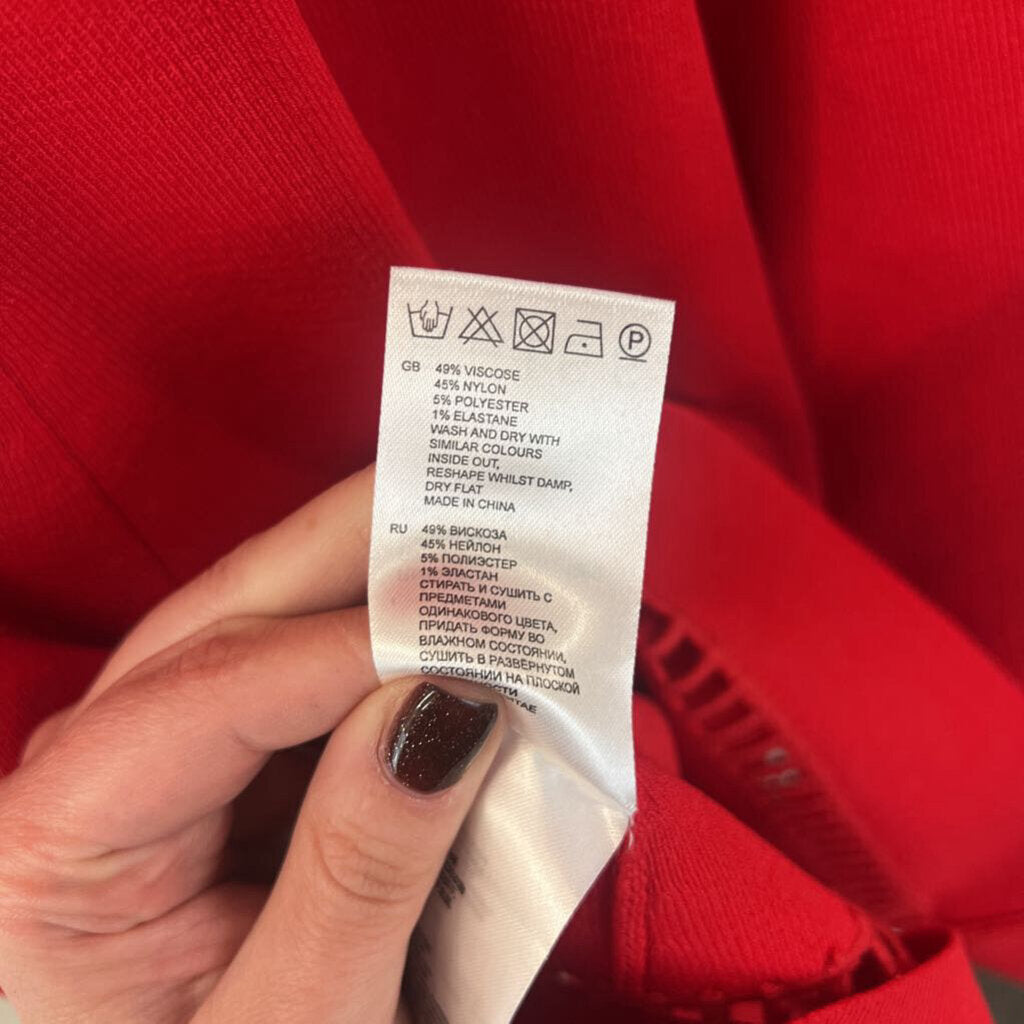 P
GB 49% VISCOSE
45% NYLON
5% POLYESTER
1% ELASTANE
WASH AND DRY WITH
SIMILAR COLOURS
INSIDE OUT,
RESHAPE WHILST DAMP,
DRY FLAT
MADE IN CHINA
RU 49% ВИСКОЗА
45% НЕЙЛОН
5% ПОЛИЭСТЕР
1% ЭЛАСТАН
СТИРАТЬ И СУШИТЬ С
ПРЕДМЕТАМИ
ОДИНАКОВОГО ЦВЕТА,
ПРИДАТЬ ФОРМУ ВО
ВЛАЖНОМ СОСТОЯНИИ,
СУШИТЬ В РАЗВЕРНУТОМ
СОСТОЯНИИ НА ПЛОСКОЙ